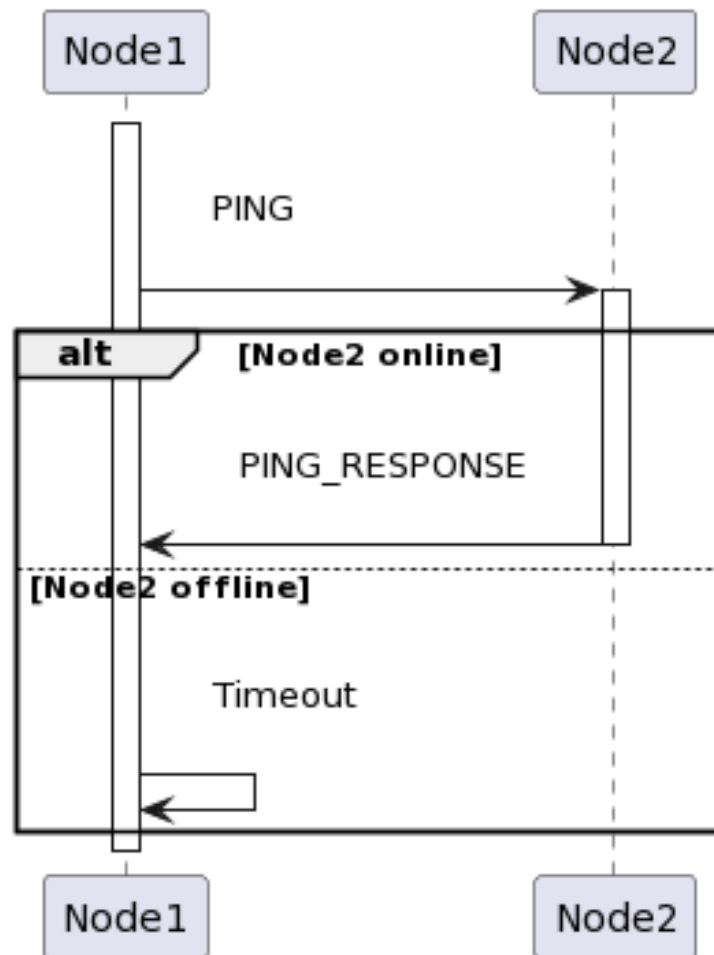 Node1
Node2
PING
alt
[Node2 online]
PING_RESPONSE
[Node2 offline]
Timeout
Node1
Node2